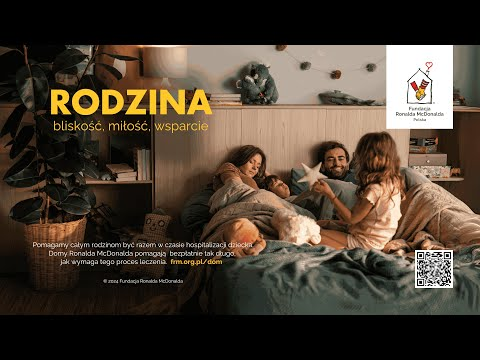 RODZINA
bliskość, miłość, wsparcie
Fundacja
Ronalda McDonalda
Polska
Pomagamy całym rodzinom być razem w czasie hospitalizacji dziecka.
Domy Ronalda McDonalda pomagają bezpłatnie tak długo,
jak wymaga tego proces leczenia. frm.org.pl/dom
© 2024 Fundacja Ronalda McDonalda